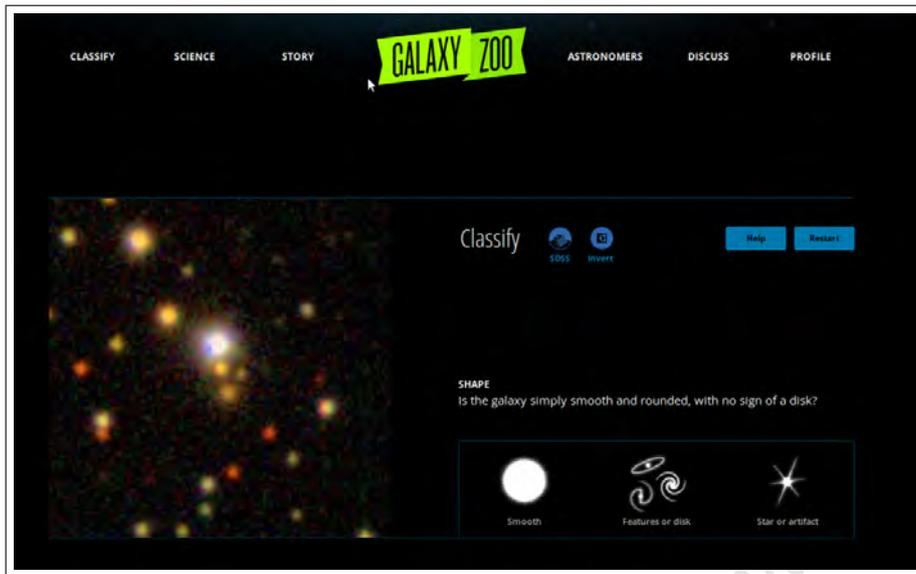 CLASSIFY SCIENCE STORY GALAXY ZOO ASTRONOMERS DISCUSS PROFILE
Classify SDSS Invert Help Restart
SHAPE
Is the galaxy simply smooth and rounded, with no sign of a disk?
Smooth Features or disk Star or artifact